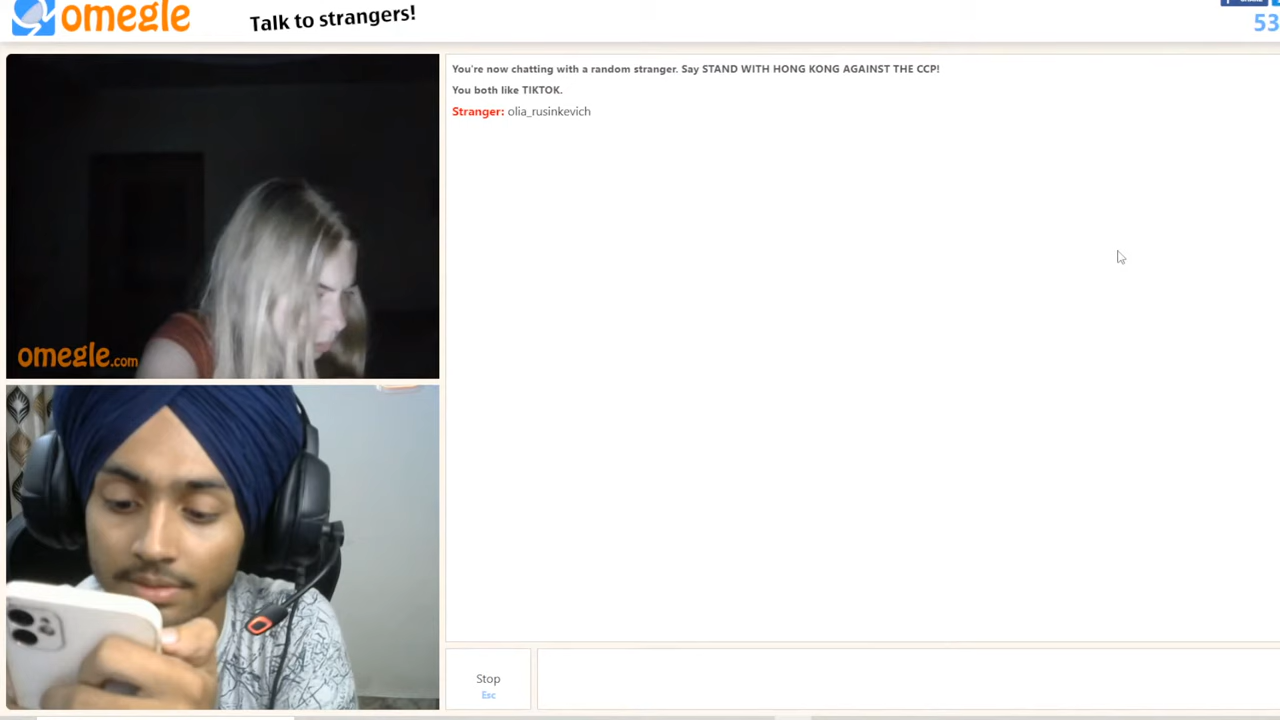 omegle
Talk to strangers!
53
You're now chatting with a random stranger. Say STAND WITH HONG KONG AGAINST THE CCP!
You both like TIKTOK.
Stranger: olia_rusinkevich
omegle.com
Stop
Esc